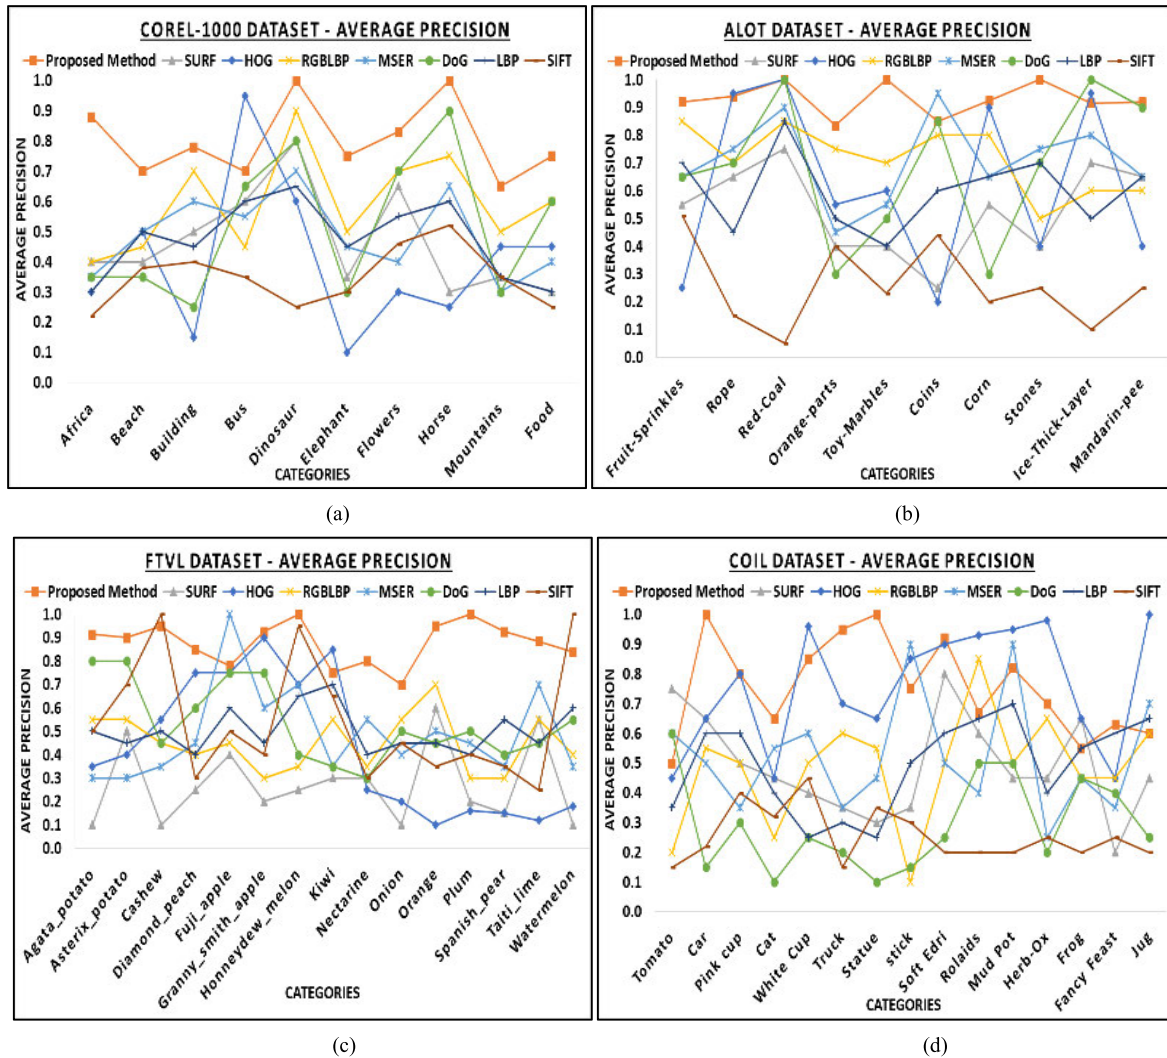 COREL-1000 DATASET - AVERAGE PRECISION
Proposed Method SURF HOG RGBLBP MSER DoG LBP SIFT
1.0
0.9
0.8
0.7
0.6
0.5
0.4
0.3
0.2
0.1
0.0
AVERAGE PRECISION
Africa
Beach
Building
Bus
Dinosaur
Elephant
Flowers
Horse
Mountains
Food
CATEGORIES
(a)
ALOT DATASET - AVERAGE PRECISION
Proposed Method SURF HOG RGBLBP MSER DoG LBP SIFT
1.0
0.9
0.8
0.7
0.6
0.5
0.4
0.3
0.2
0.1
0.0
AVERAGE PRECISION
Fruit-Sprinkles
Rope
Red-Coal
Orange-parts
Toy-Marbles
Coins
Corn
Stones
Ice-Thick-Layer
Mandarin-pee
CATEGORIES
(b)
FTVL DATASET - AVERAGE PRECISION
Proposed Method SURF HOG RGBLBP MSER DoG LBP SIFT
1.0
0.9
0.8
0.7
0.6
0.5
0.4
0.3
0.2
0.1
0.0
AVERAGE PRECISION
Agata_potato
Asterix_potato
Cashew
Diamond_peach
Fuji_apple
Granny_smith_apple
Honneydew_melon
Kiwi
Nectarine
Onion
Orange
Plum
Spanish_pear
Taiti_lime
Watermelon
CATEGORIES
(c)
COIL DATASET - AVERAGE PRECISION
Proposed Method SURF HOG RGBLBP MSER DoG LBP SIFT
1.0
0.9
0.8
0.7
0.6
0.5
0.4
0.3
0.2
0.1
0.0
AVERAGE PRECISION
Tomato
Car
Pink cup
Cat
White Cup
Truck
Statue
stick
Soft Edri
Rolaids
Mud Pot
Herb-Ox
Frog
Fancy Feast
Jug
CATEGORIES
(d)